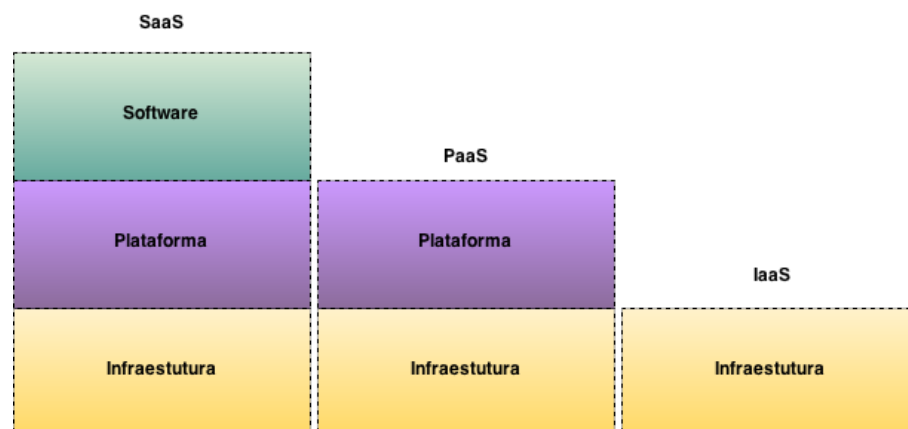 SaaS
Software
PaaS
Plataforma
Plataforma
IaaS
Infraestutura
Infraestutura
Infraestutura